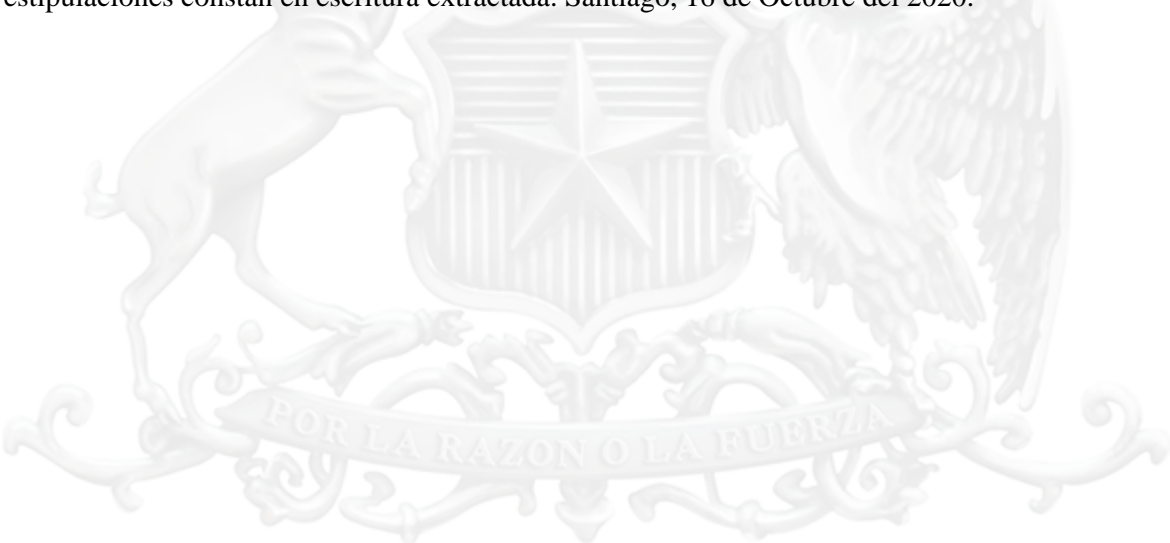 estipulaciones constan en escritura extractada. Santiago, 16 de Octubre del 2020.
POR LA RAZON O LA FUERZA